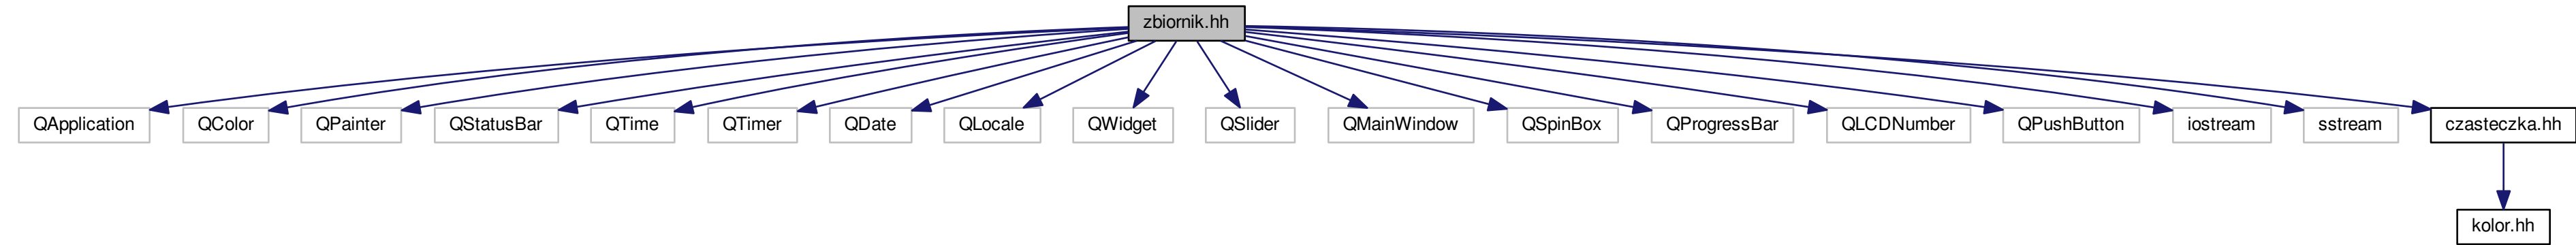 zbiornik.hh
QApplication
QColor
QPainter
QStatusBar
QTime
QTimer
QDate
QLocale
QWidget
QSlider
QMainWindow
QSpinBox
QProgressBar
QLCDNumber
QPushButton
iostream
sstream
czasteczka.hh
kolor.hh